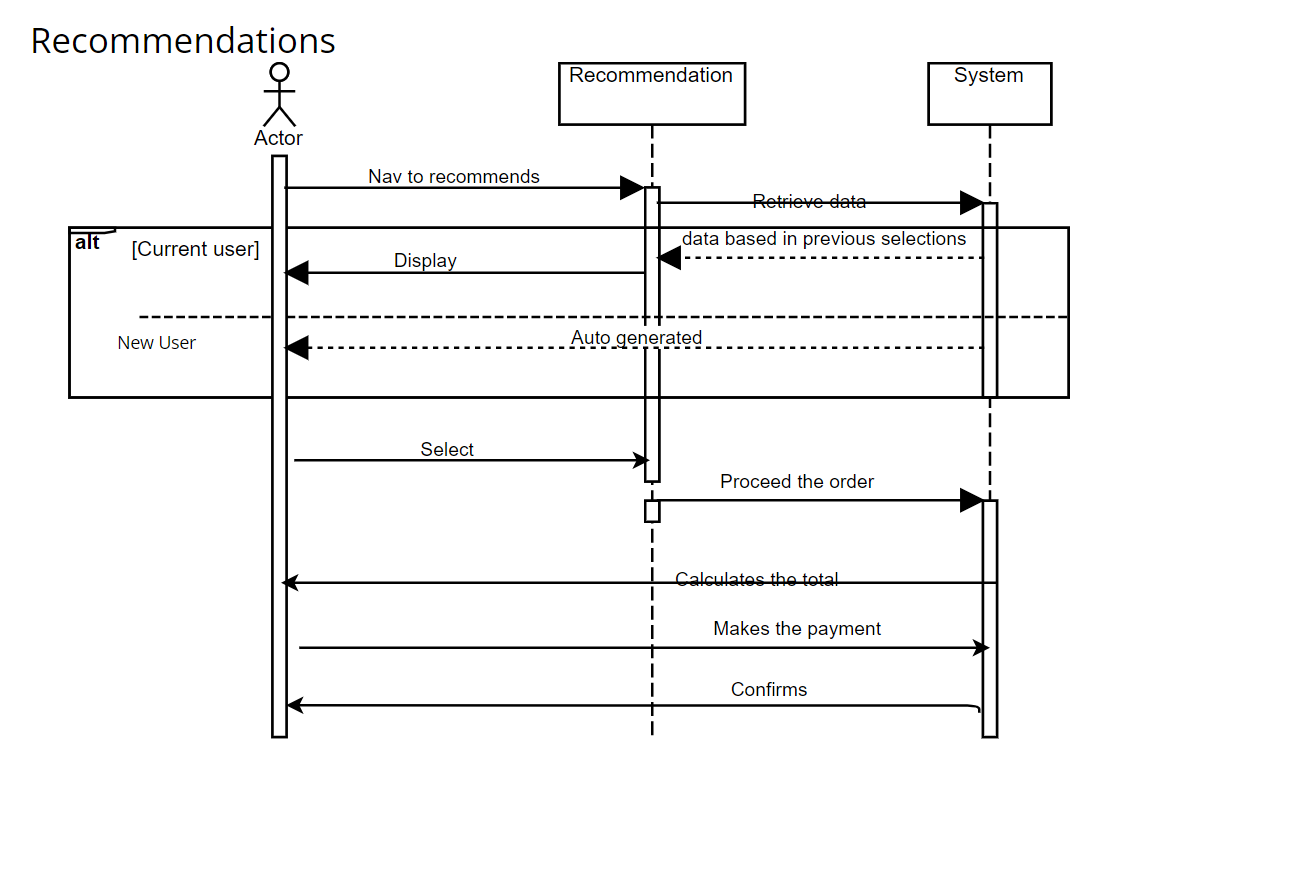 Recommendations
Recommendation
System
Actor
Nav to recommends
Retrieve data
alt
[Current user]
data based in previous selections
Display
New User
Auto generated
Select
Proceed the order
Calculates the total
Makes the payment
Confirms